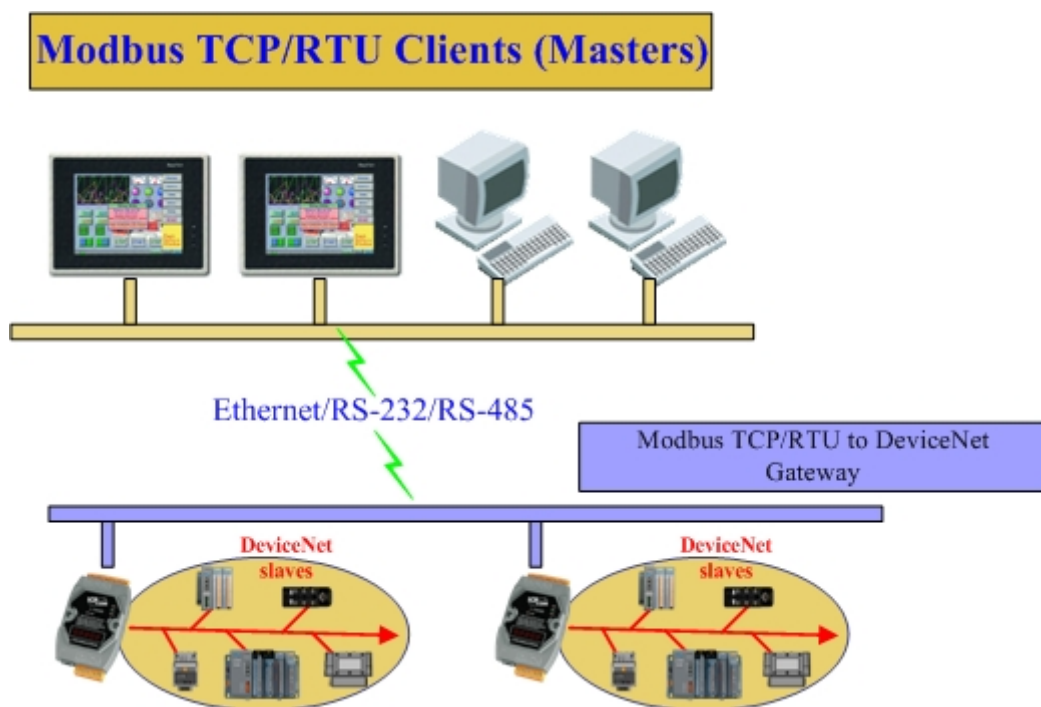 Modbus TCP/RTU Clients (Masters)
Ethernet/RS-232/RS-485
Modbus TCP/RTU to DeviceNet
Gateway
DeviceNet
slaves
DeviceNet
slaves